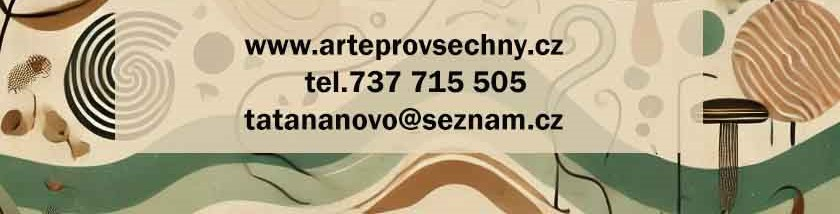 www.arteprovsechny.cz
tel.737 715 505
tatananovo@seznam.cz